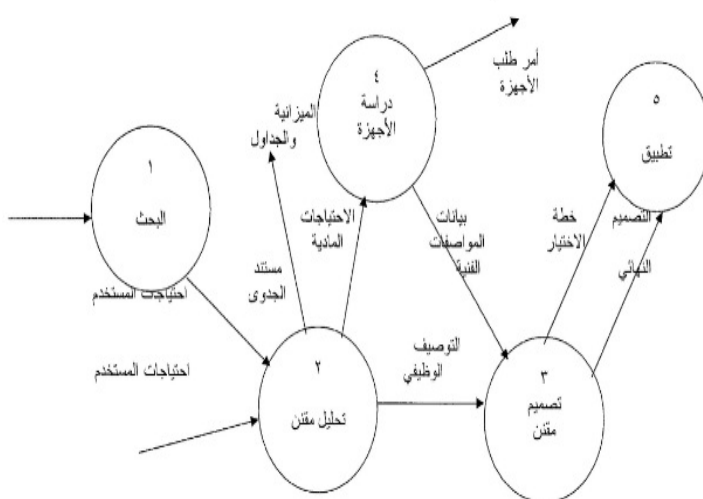 أمر طلب
الأجهزة
٤
دراسة
الأجهزة
٥
تطبيق
الميزانية
والجداول
١
البحث
الاحتياجات
المادية
بيانات
المواصفات
الفنية
خطة
الاختيار
التصميم
النهائي
مستند
الجدوى
احتياجات المستخدم
احتياجات المستخدم
التوصيف
الوظيفي
٢
تحليل مقنن
٣
تصميم
مقنن